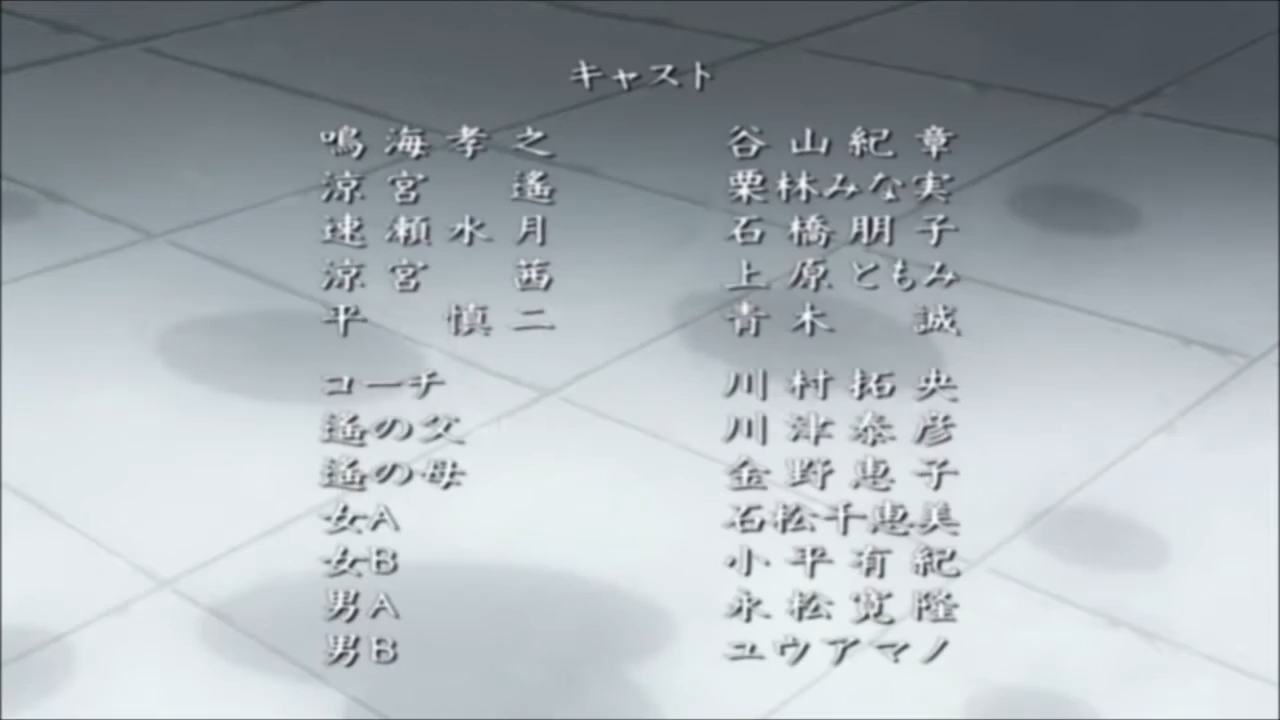 キャスト
鳴海孝之 谷山紀章
涼宮 遙 栗林みな実
速瀬水月 石橋朋子
涼宮 茜 上原ともみ
平 慎二 青木 誠
コーチ 川村拓央
遙の父 川津泰彦
遙の母 金野恵子
女A 石松千恵美
女B 小平有紀
男A 永松寛隆
男B ユウアマノ